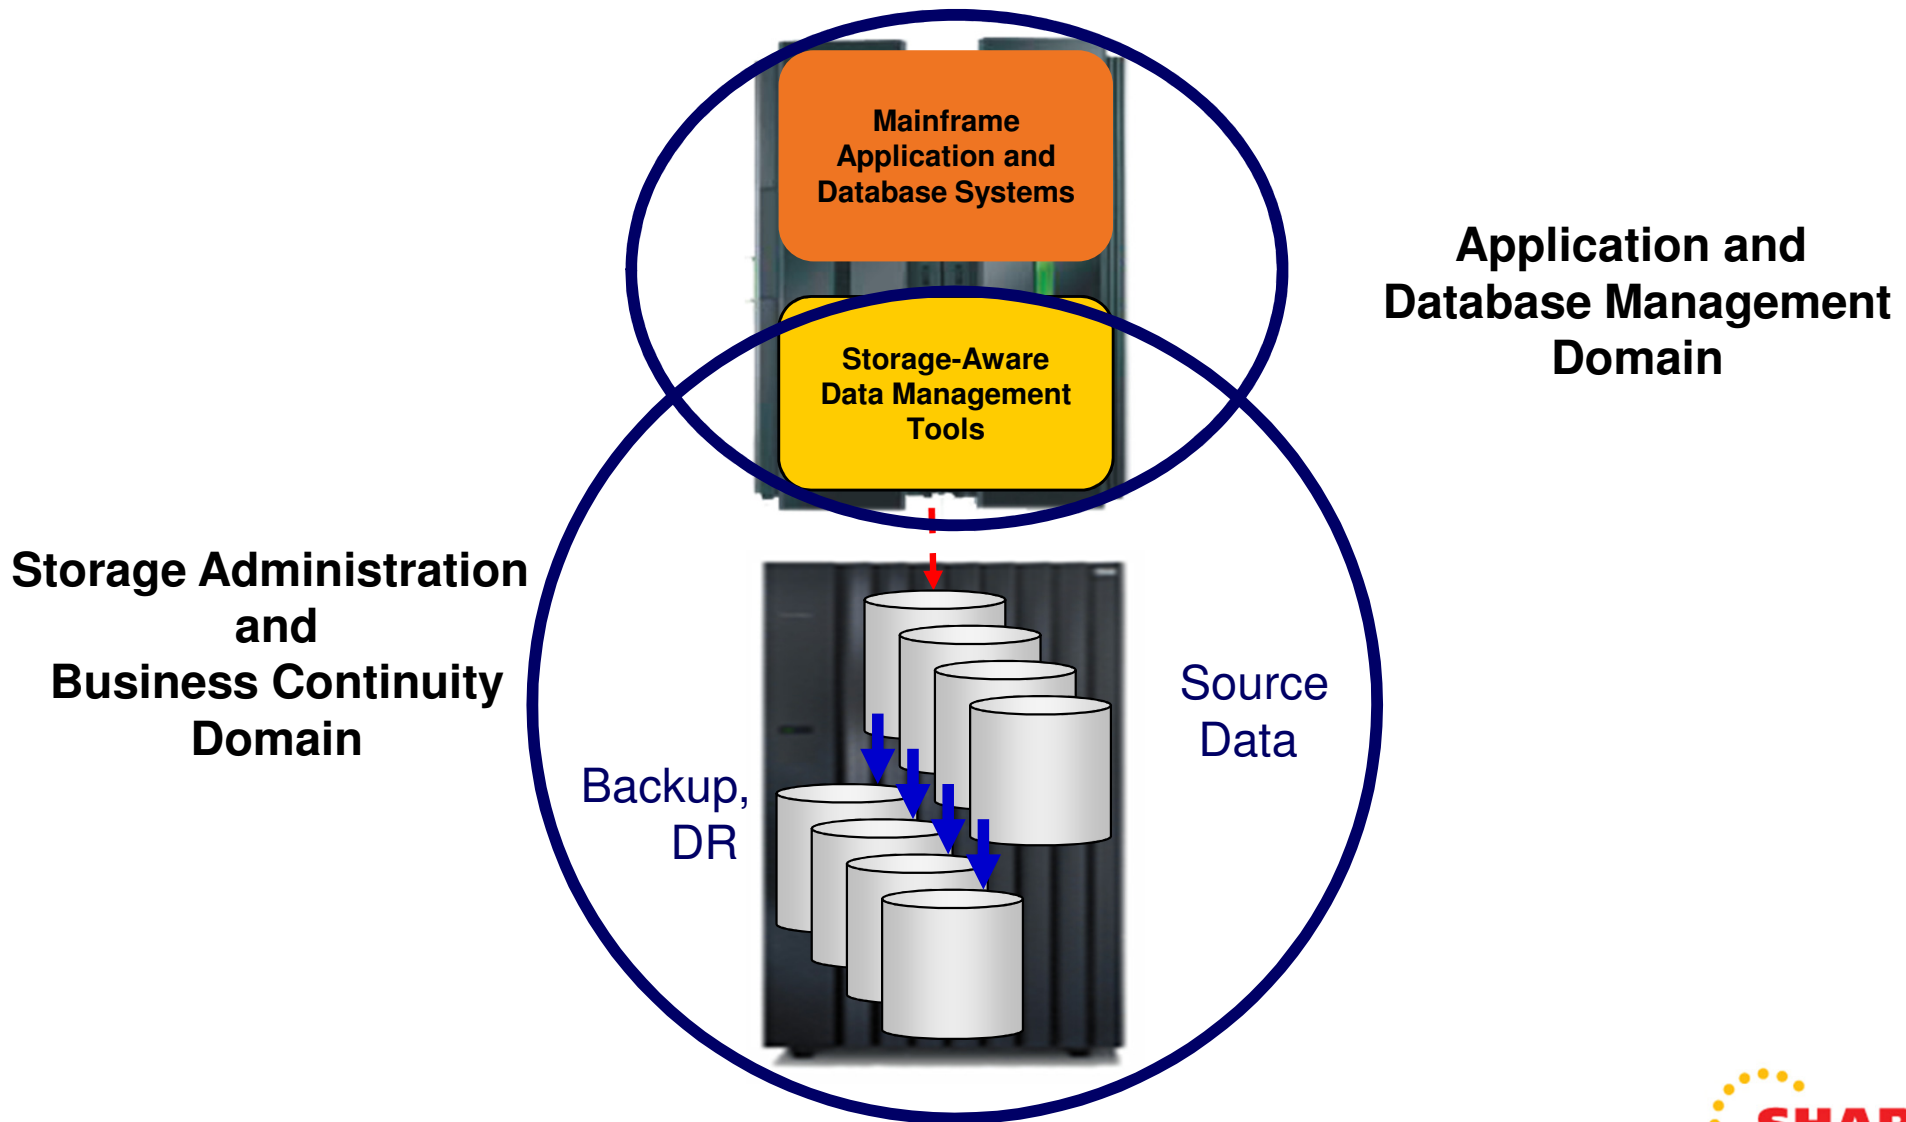 Mainframe
Application and
Database Systems
Application and
Database Management
Domain
Storage-Aware
Data Management
Tools
Storage Administration
and
Business Continuity
Domain
Source
Data
Backup,
DR